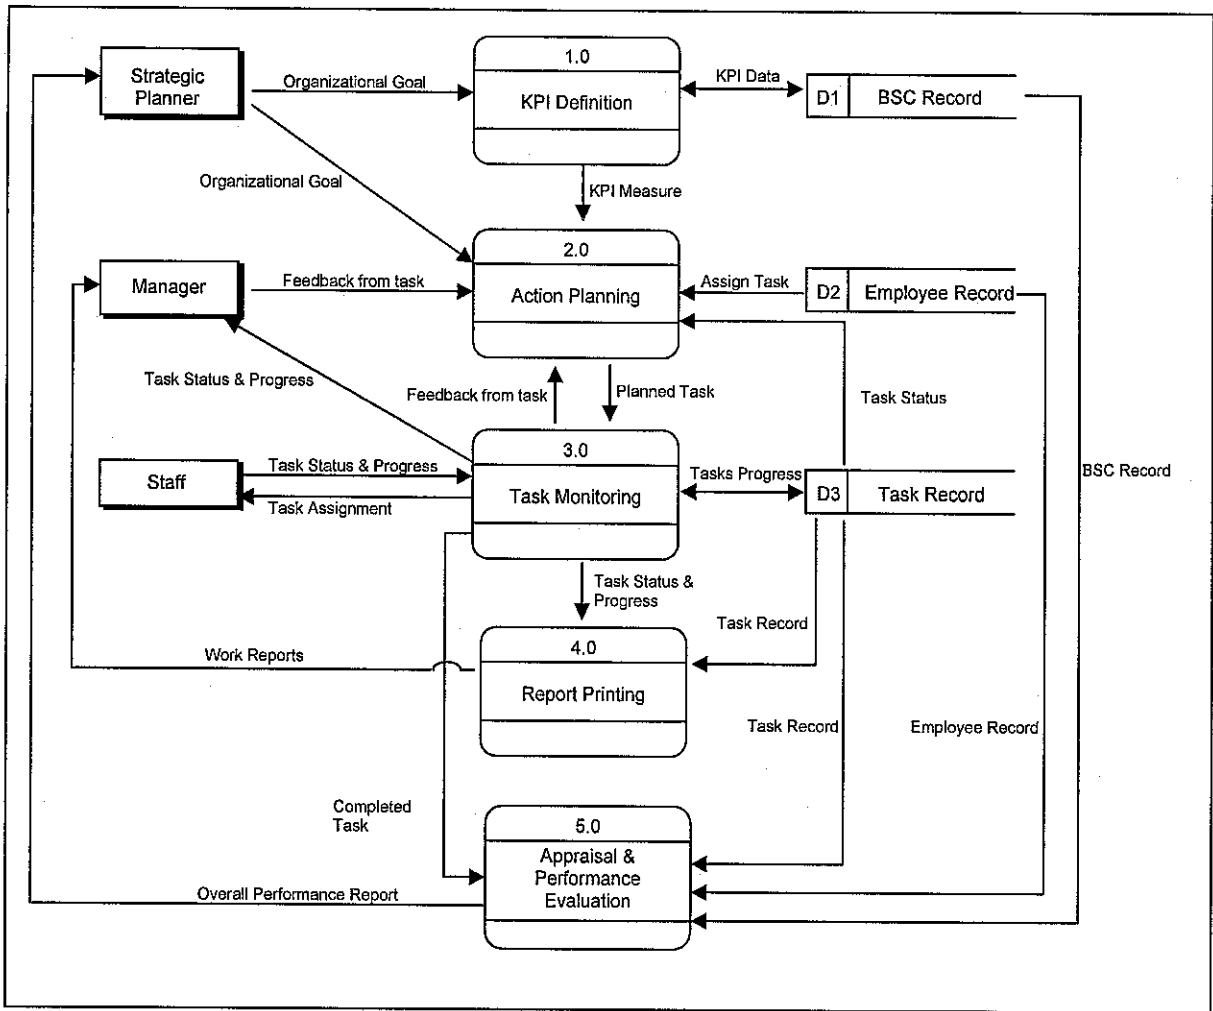 1.0
Strategic
Planner
Organizational Goal
KPI Definition
KPI Data
D1
BSC Record
Organizational Goal
KPI Measure
2.0
Manager
Feedback from task
Action Planning
Assign Task
D2
Employee Record
Task Status & Progress
Feedback from task
Planned Task
Task Status
3.0
Staff
Task Status & Progress
Task Assignment
Task Monitoring
Tasks Progress
D3
Task Record
BSC Record
Task Status &
Progress
Task Record
4.0
Work Reports
Report Printing
Task Record
Employee Record
Completed
Task
5.0
Appraisal &
Performance
Evaluation
Overall Performance Report